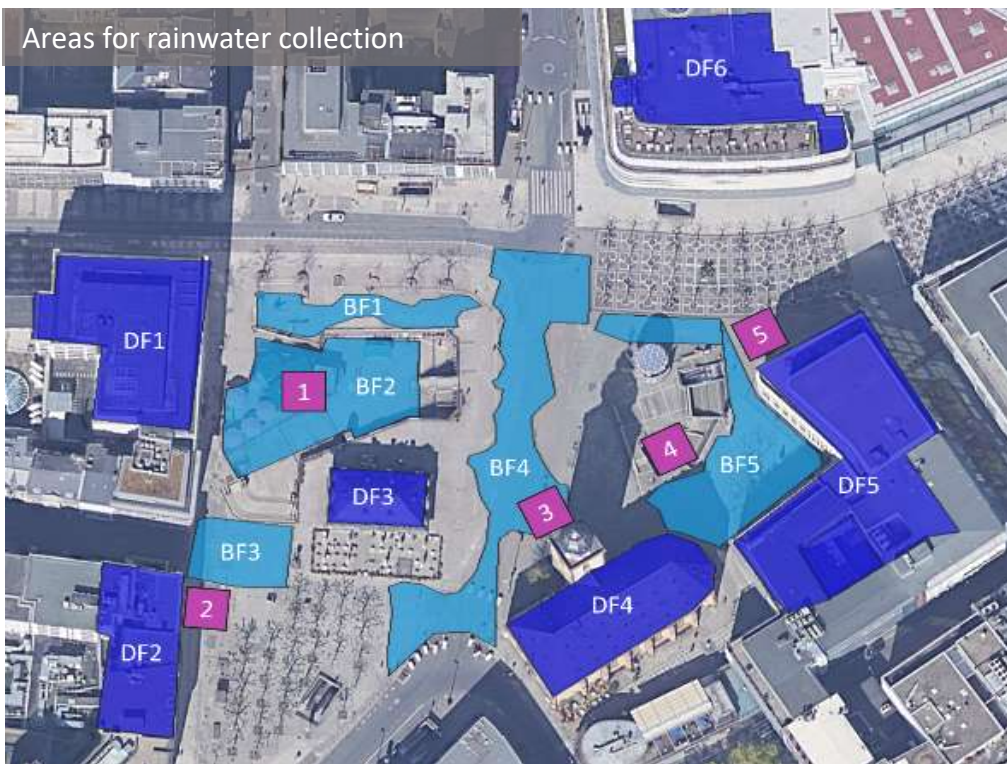 Areas for rainwater collection
DF6
BF1
DF1
1
BF2
5
4
BF4
BF5
DF3
DF5
3
BF3
2
DF4
DF2